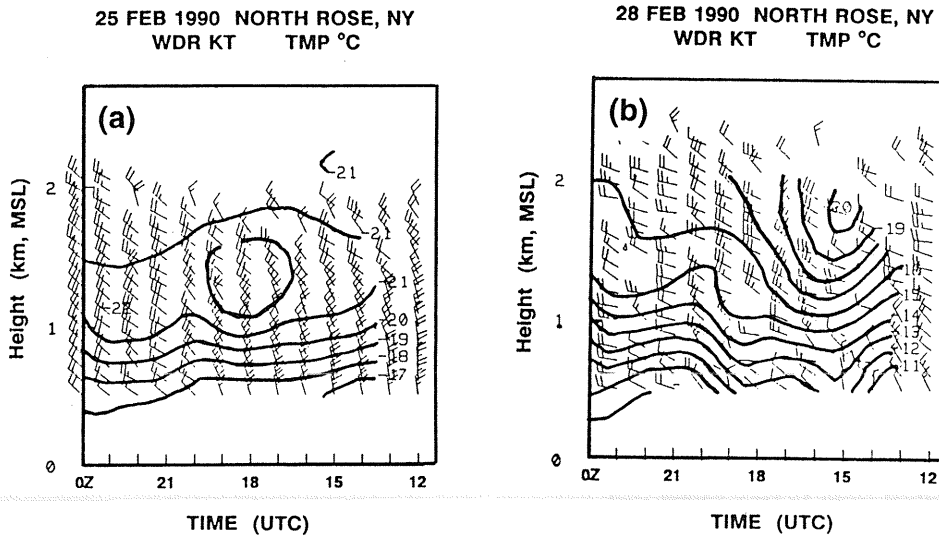 25 FEB 1990 NORTH ROSE, NY
WDR KT TMP °C
(a)
Height (km, MSL)
2
1
0
-21
-21
-21
-20
-19
-18
-17
0Z 21 18 15 12
TIME (UTC)
28 FEB 1990 NORTH ROSE, NY
WDR KT TMP °C
(b)
Height (km, MSL)
2
1
0
-19
-15
-14
-13
-12
-11
0Z 21 18 15 12
TIME (UTC)